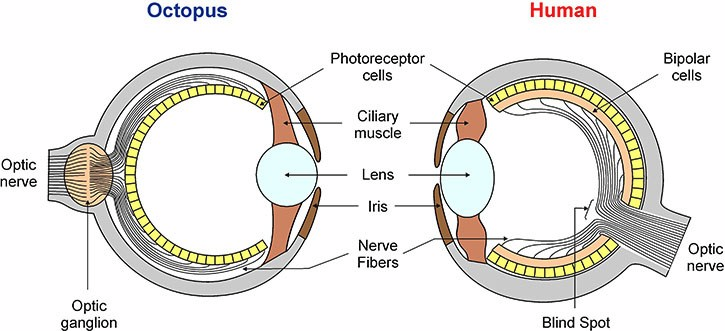 Octopus
Human
Photoreceptor
cells
Bipolar
cells
Ciliary
muscle
Optic
nerve
Lens
Iris
Nerve
Fibers
Optic
nerve
Optic
ganglion
Blind Spot